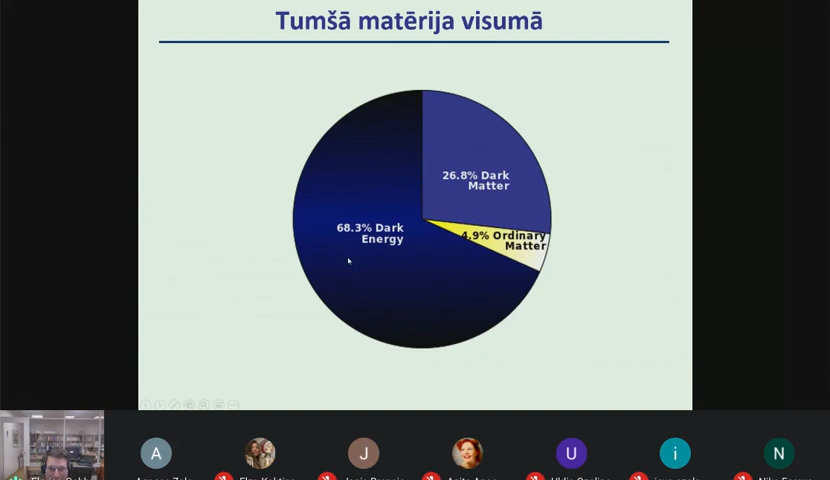 Tumšā matērija visumā
26.8% Dark
Matter
68.3% Dark
Energy
4.9% Ordinary
Matter
A
J
U
i
N